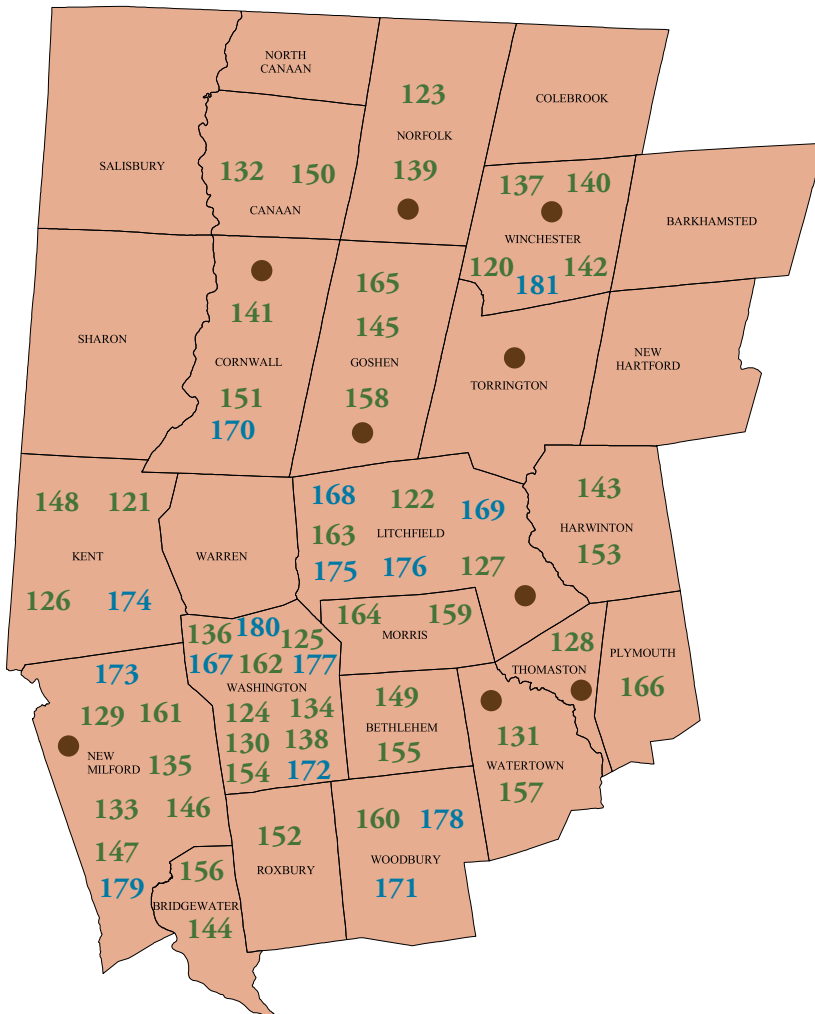 NORTH
CANAAN
123
COLEBROOK
NORFOLK
SALISBURY
132 150
139
137 140
CANAAN
BARKHAMSTED
WINCHESTER
120 142
181
165
141
145
SHARON
CORNWALL
GOSHEN
NEW
HARTFORD
TORRINGTON
151
158
170
148 121
168
122
169
143
HARWINTON
163
LITCHFIELD
KENT
WARREN
153
175
176
127
126
174
164
159
MORRIS
136
180
125
128
PLYMOUTH
167
162
177
THOMASTON
173
WASHINGTON
166
129 161
124
134
149
BETHLEHEM
131
NEW
MILFORD
135
130
138
155
WATERTOWN
154
172
157
133
146
152
160
178
147
WOODBURY
156
ROXBURY
179
171
BRIDGEWATER
144